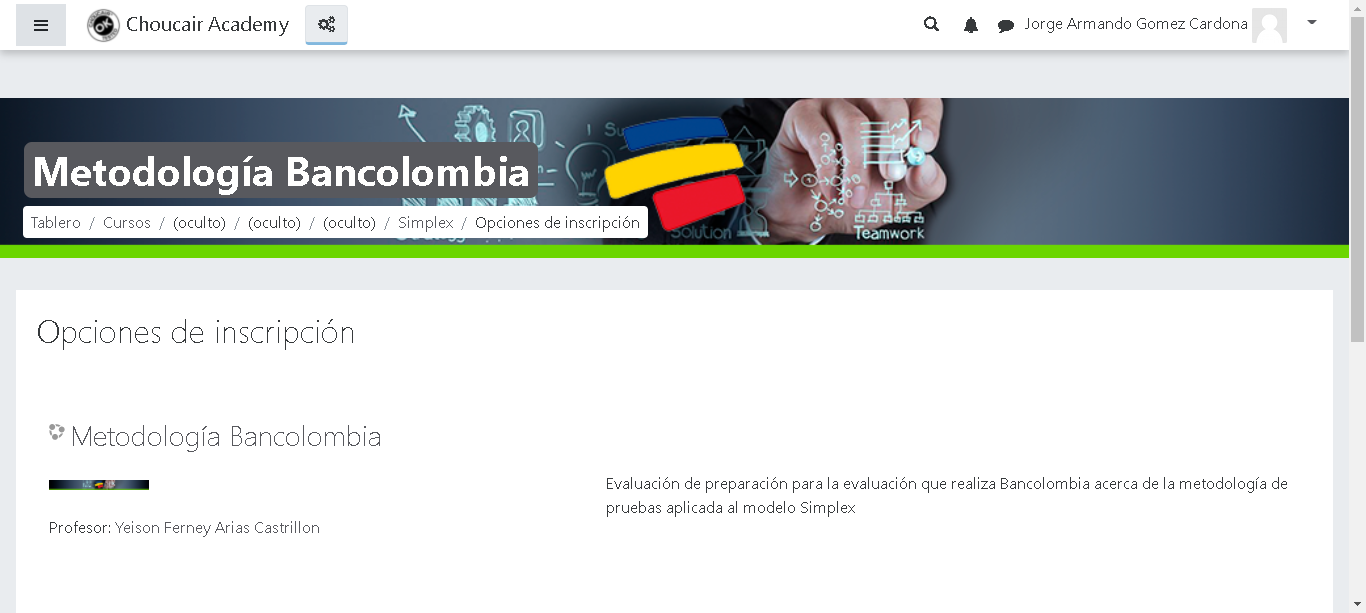 Choucair Academy
Jorge Armando Gomez Cardona
Metodología Bancolombia
Tablero / Cursos / (oculto) / (oculto) / (oculto) / Simplex / Opciones de inscripción
Solution
Teamwork
Opciones de inscripción
Metodología Bancolombia
Evaluación de preparación para la evaluación que realiza Bancolombia acerca de la metodología de
pruebas aplicada al modelo Simplex
Profesor: Yeison Ferney Arias Castrillon